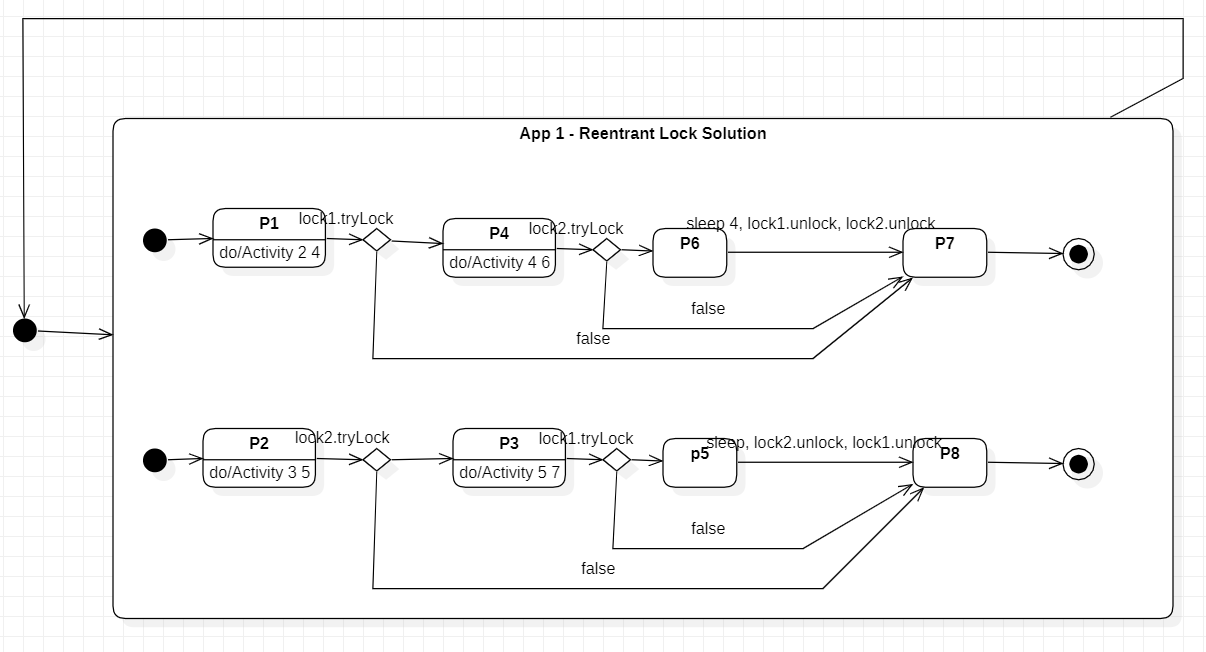 App 1 - Reentrant Lock Solution
P1
do/Activity 2 4
lock1.tryLock
P4
do/Activity 4 6
lock2.tryLock
P6
sleep 4, lock1.unlock, lock2.unlock
P7
false
false
P2
do/Activity 3 5
lock2.tryLock
P3
do/Activity 5 7
lock1.tryLock
p5
sleep, lock2.unlock, lock1.unlock
P8
false
false